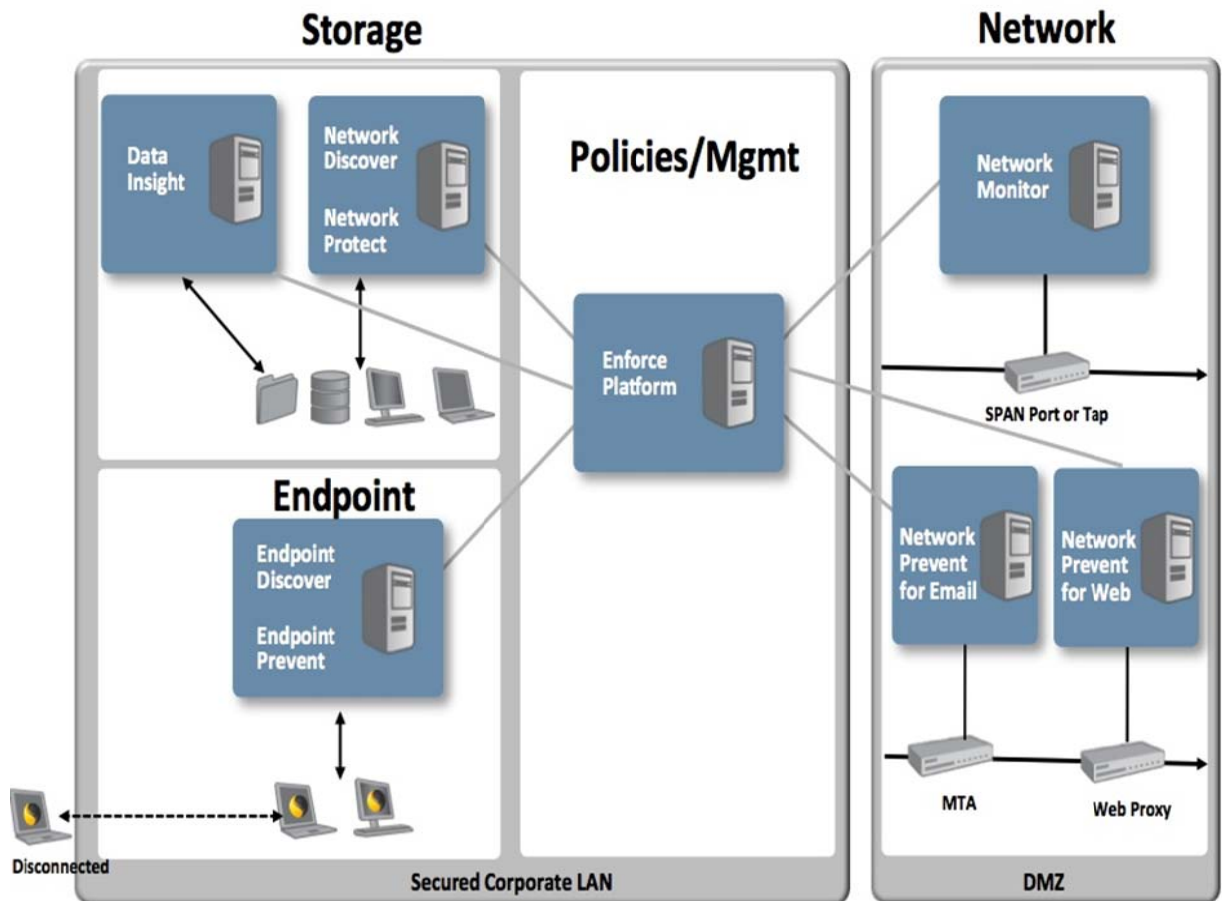 Storage
Network
Data
Insight
Network
Discover
Network
Protect
Policies/Mgmt
Network
Monitor
Enforce
Platform
SPAN Port or Tap
Endpoint
Endpoint
Discover
Endpoint
Prevent
Network
Prevent
for Email
Network
Prevent
for Web
MTA
Web Proxy
Disconnected
Secured Corporate LAN
DMZ